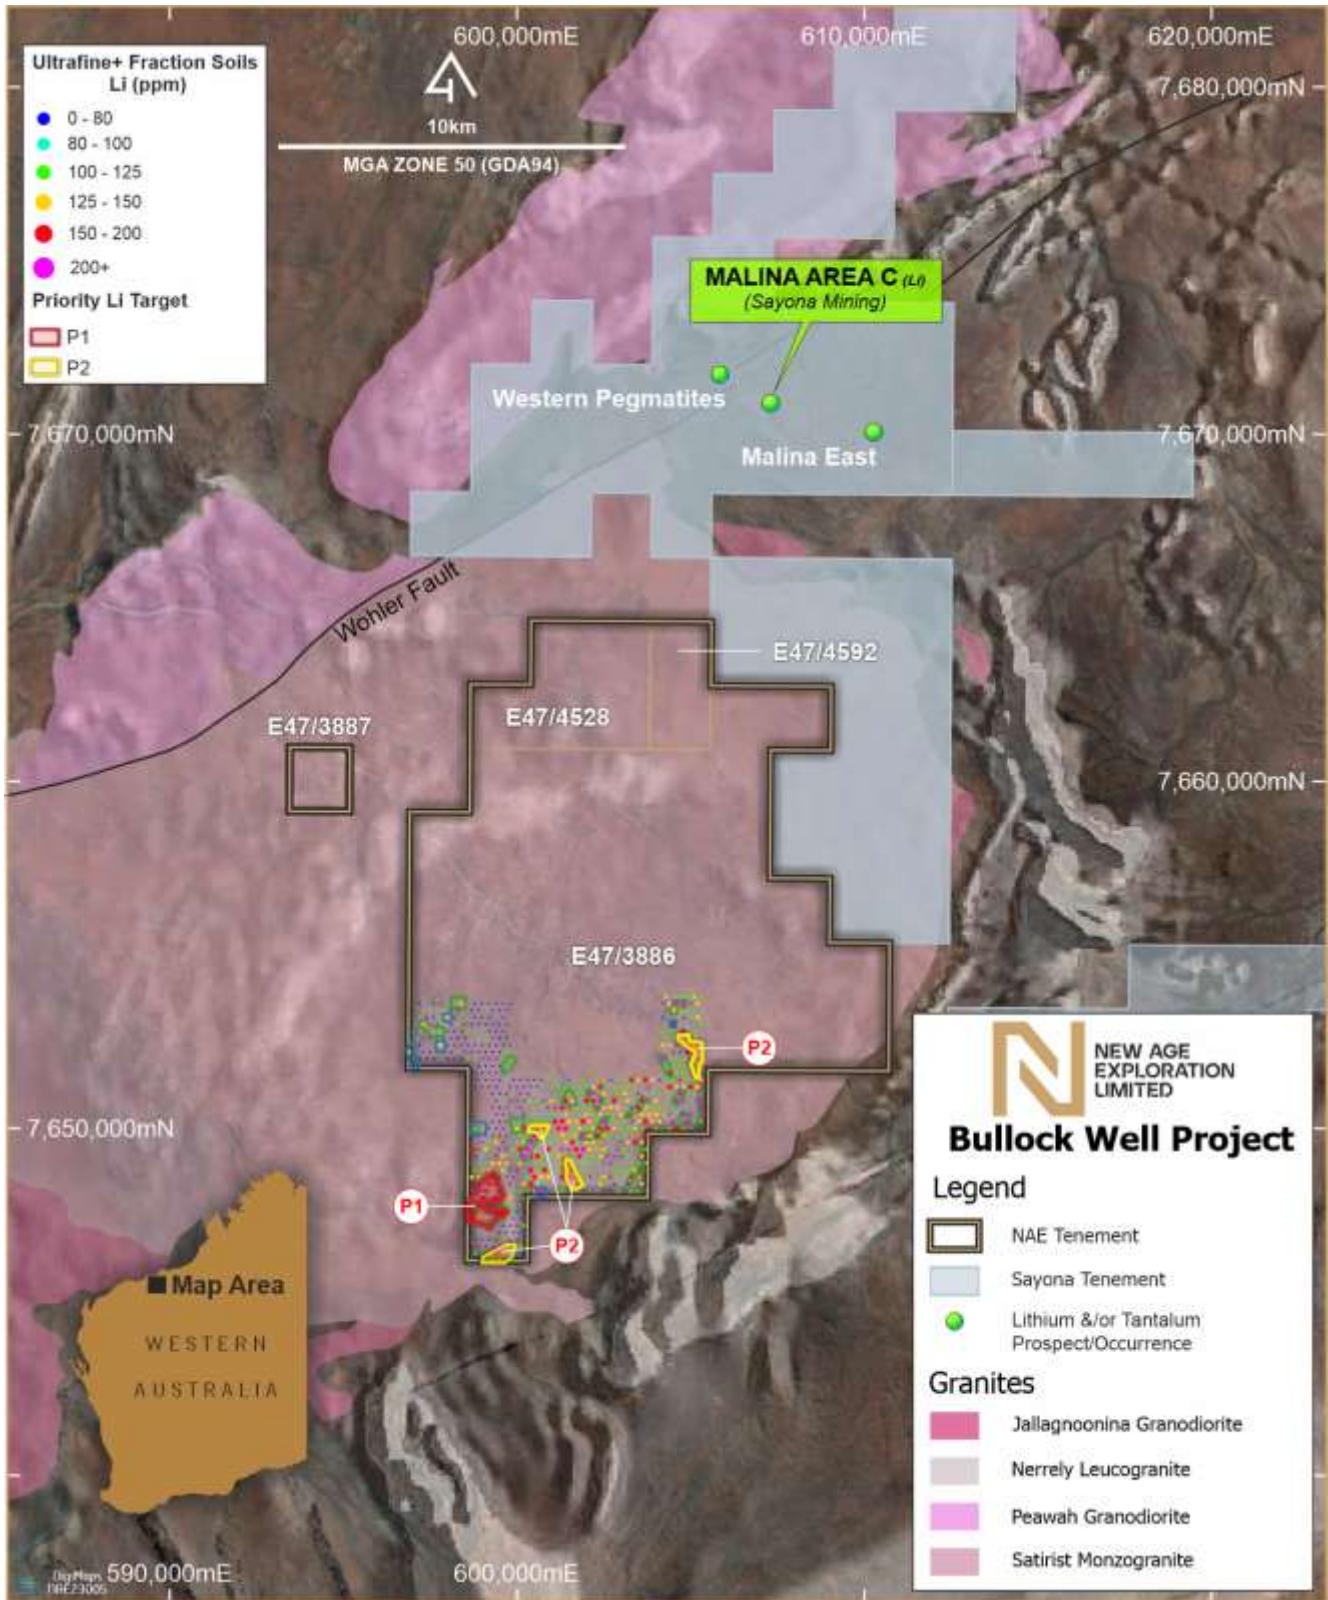 600,000mE
610,000mE
620,000mE
7,680,000mN
Ultrafine+ Fraction Soils
Li (ppm)
0 - 80
80 - 100
100 - 125
125 - 150
150 - 200
200+
Priority Li Target
P1
P2
10km
MGA ZONE 50 (GDA94)
MALINA AREA C (Li)
(Sayona Mining)
Western Pegmatites
7,670,000mN
7,670,000mN
Malina East
Wohler Fault
E47/4592
E47/4528
E47/3887
7,660,000mN
E47/3886
P2
7,650,000mN
P1
P2
Map Area
WESTERN
AUSTRALIA
NEW AGE
EXPLORATION
LIMITED
Bullock Well Project
Legend
NAE Tenement
Sayona Tenement
Lithium &/or Tantalum
Prospect/Occurrence
Granites
Jallagnoonina Granodiorite
Nerrely Leucogranite
Peawah Granodiorite
Satirist Monzogranite
DigMaps
NAE23005
590,000mE
600,000mE